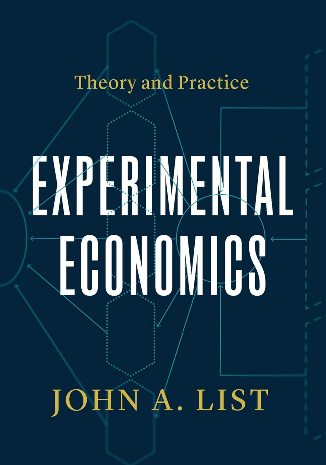 Theory and Practice
EXPERIMENTAL
ECONOMICS
JOHN A. LIST